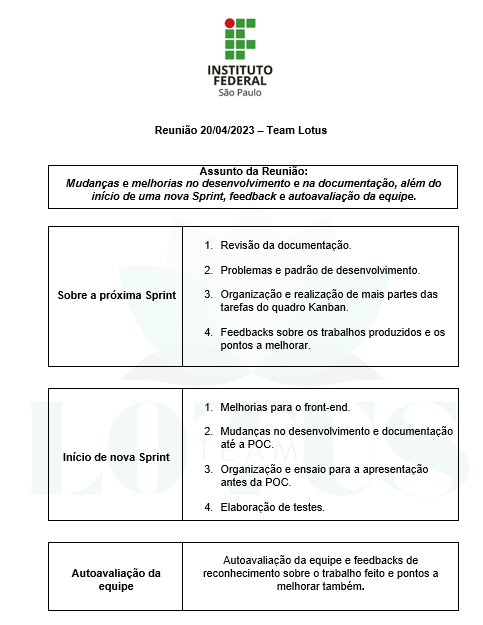 INSTITUTO
FEDERAL
São Paulo
Reunião 20/04/2023 – Team Lotus
Assunto da Reunião:
Mudanças e melhorias no desenvolvimento e na documentação, além do
início de uma nova Sprint, feedback e autoavaliação da equipe.
Sobre a próxima Sprint
1. Revisão da documentação.
2. Problemas e padrão de desenvolvimento.
3. Organização e realização de mais partes das
tarefas do quadro Kanban.
4. Feedbacks sobre os trabalhos produzidos e os
pontos a melhorar.
Início de nova Sprint
1. Melhorias para o front-end.
2. Mudanças no desenvolvimento e documentação
até a POC.
3. Organização e ensaio para a apresentação
antes da POC.
4. Elaboração de testes.
LOTUS
TEAM
Autoavaliação da
equipe
Autoavaliação da equipe e feedbacks de
reconhecimento sobre o trabalho feito e pontos a
melhorar também.